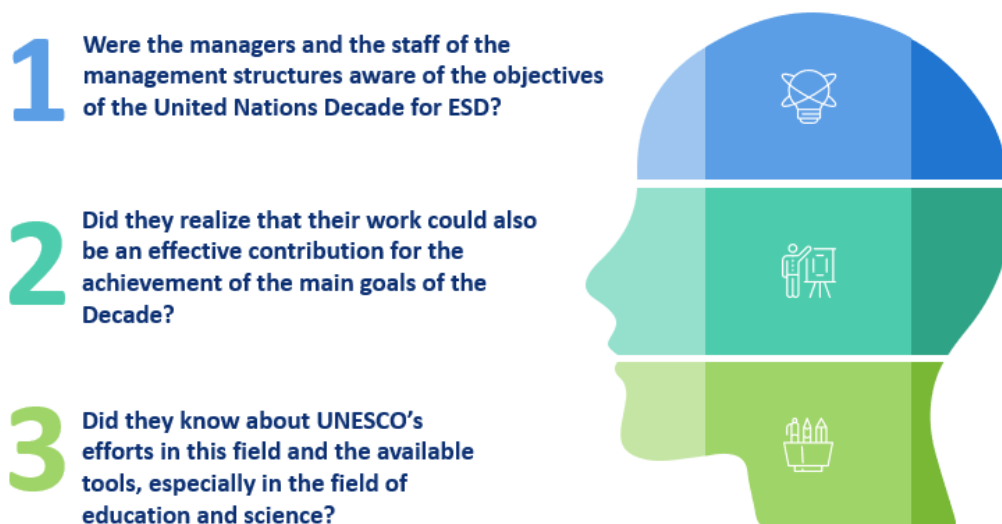 1
Were the managers and the staff of the
management structures aware of the objectives
of the United Nations Decade for ESD?
2
Did they realize that their work could also
be an effective contribution for the
achievement of the main goals of the
Decade?
3
Did they know about UNESCO’s
efforts in this field and the available
tools, especially in the field of
education and science?